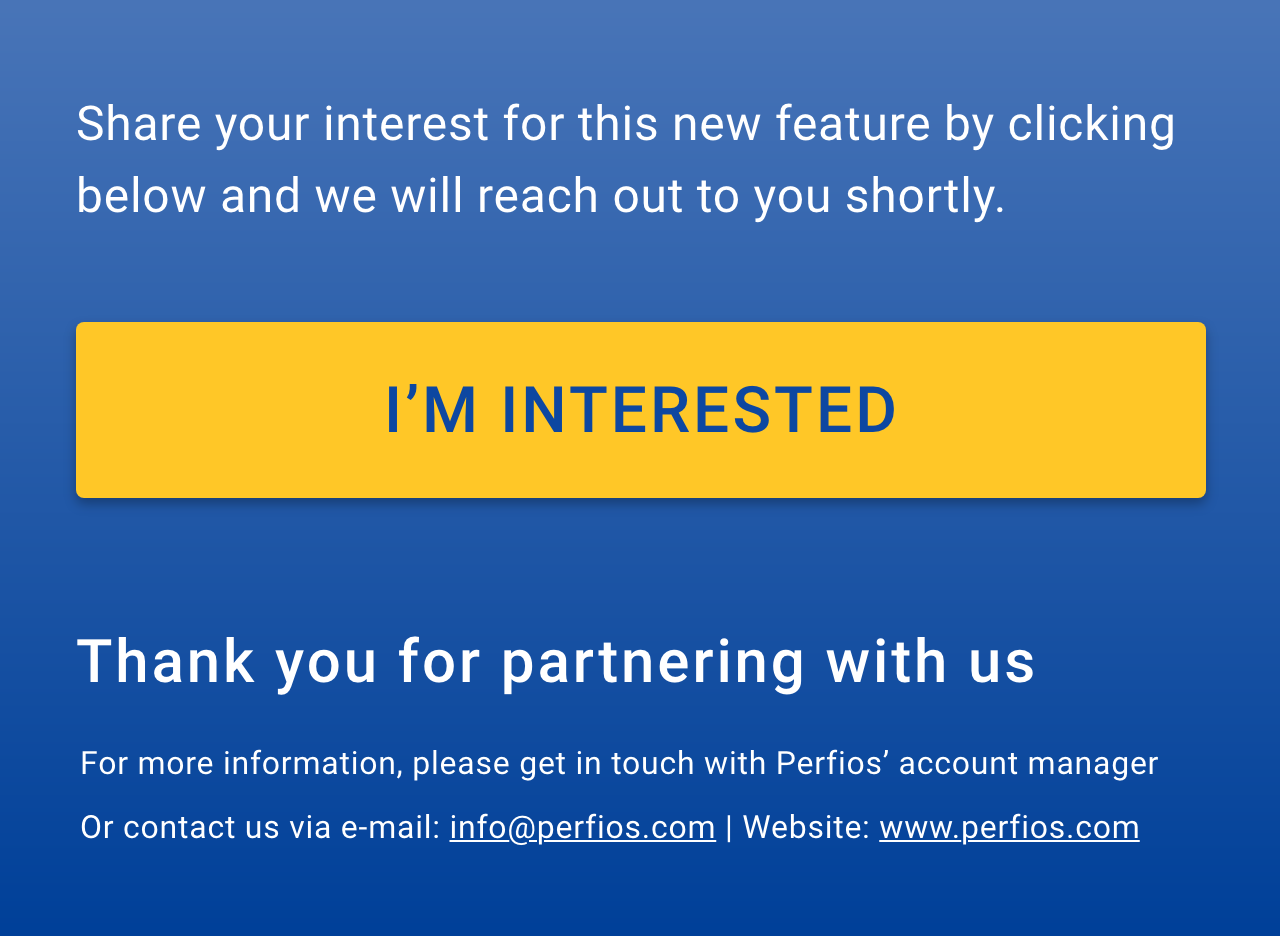 Share your interest for this new feature by clicking
below and we will reach out to you shortly.
I’M INTERESTED
Thank you for partnering with us
For more information, please get in touch with Perfios’ account manager
Or contact us via e-mail: info@perfios.com | Website: www.perfios.com